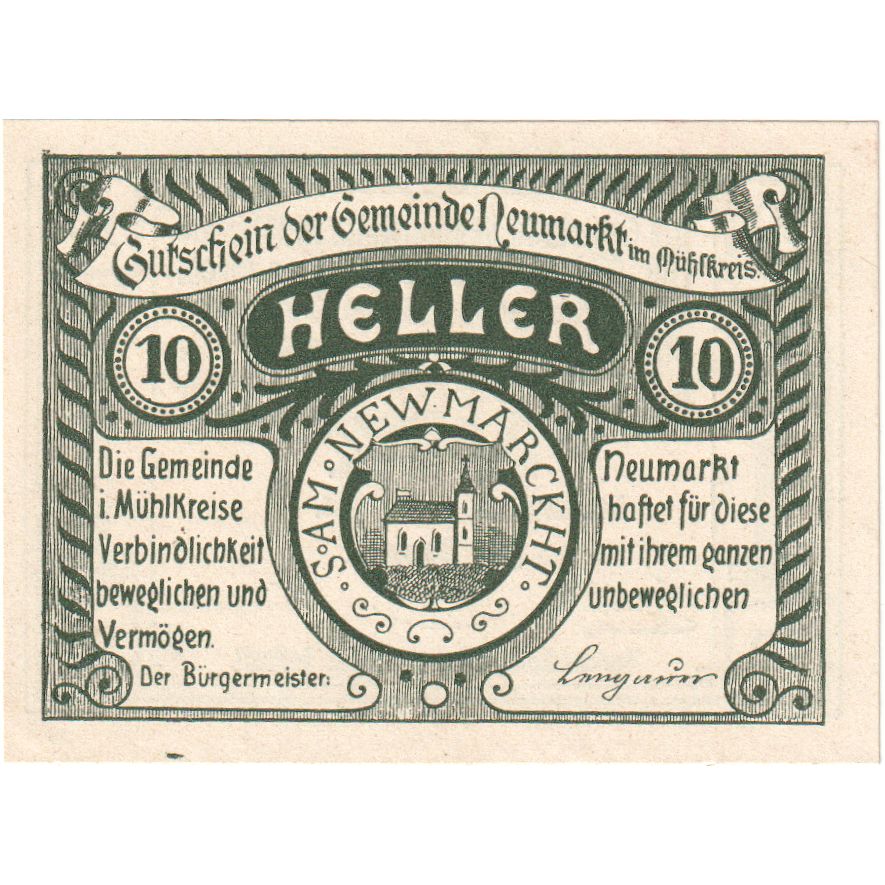 Gutschein der Gemeinde Neumarkt im Mühlkreis.
HELLER
10 10
S. AM · NEW · MARCKHT ·
Die Gemeinde Neumarkt
i. Mühlkreise haftet für diese
Verbindlichkeit mit ihrem ganzen
beweglichen und unbeweglichen
Vermögen.
Der Bürgermeister: Lengauer